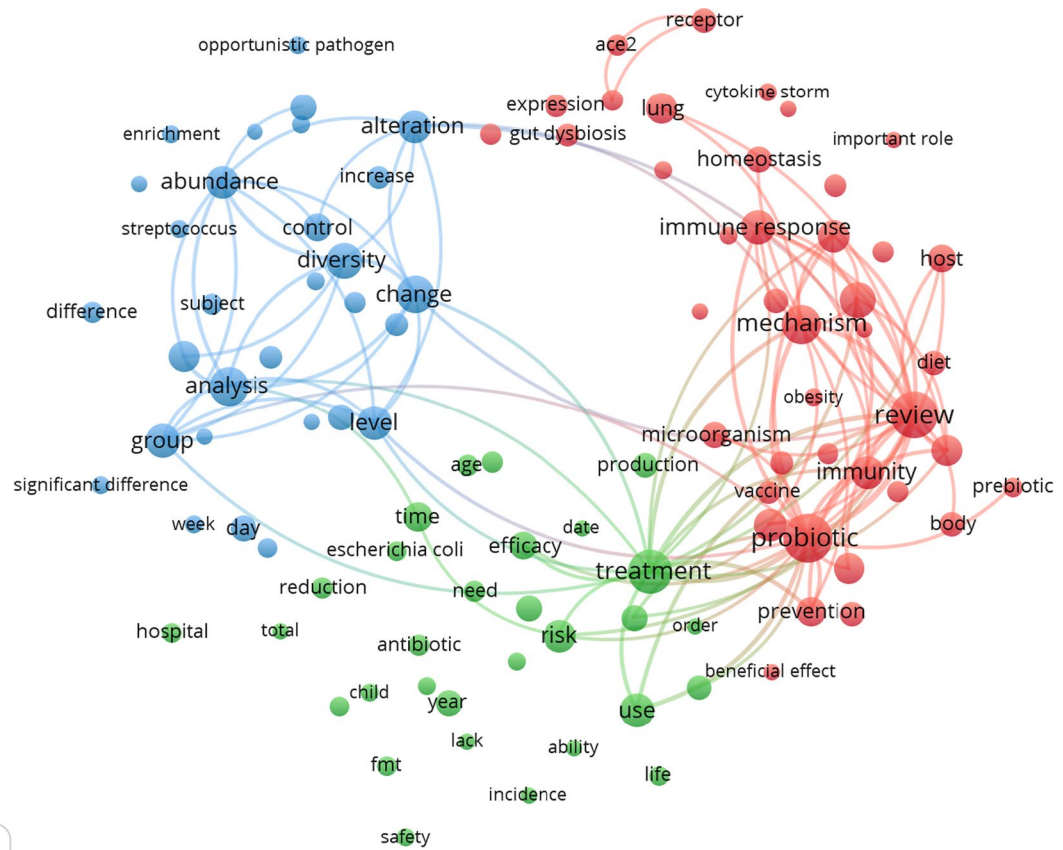 receptor
opportunistic pathogen
ace2
cytokine storm
expression
lung
alteration
enrichment
gut dysbiosis
important role
homeostasis
increase
abundance
streptococcus
control
immune response
diversity
host
change
subject
difference
mechanism
diet
analysis
obesity
review
level
group
microorganism
age
production
immunity
significant difference
vaccine
prebiotic
time
week
day
date
body
probiotic
efficacy
escherichia coli
treatment
reduction
need
prevention
order
hospital
total
risk
antibiotic
beneficial effect
child
year
use
lack
ability
fmt
life
incidence
safety